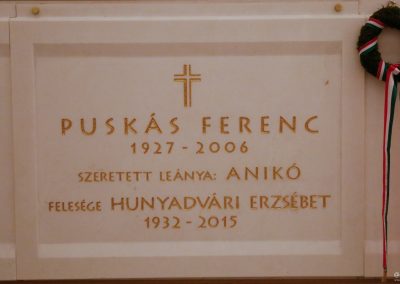 PUSKÁS FERENC
1927 - 2006
SZERETETT LEÁNYA: ANIKÓ
FELESÉGE HUNYADVÁRI ERZSÉBET
1932 - 2015